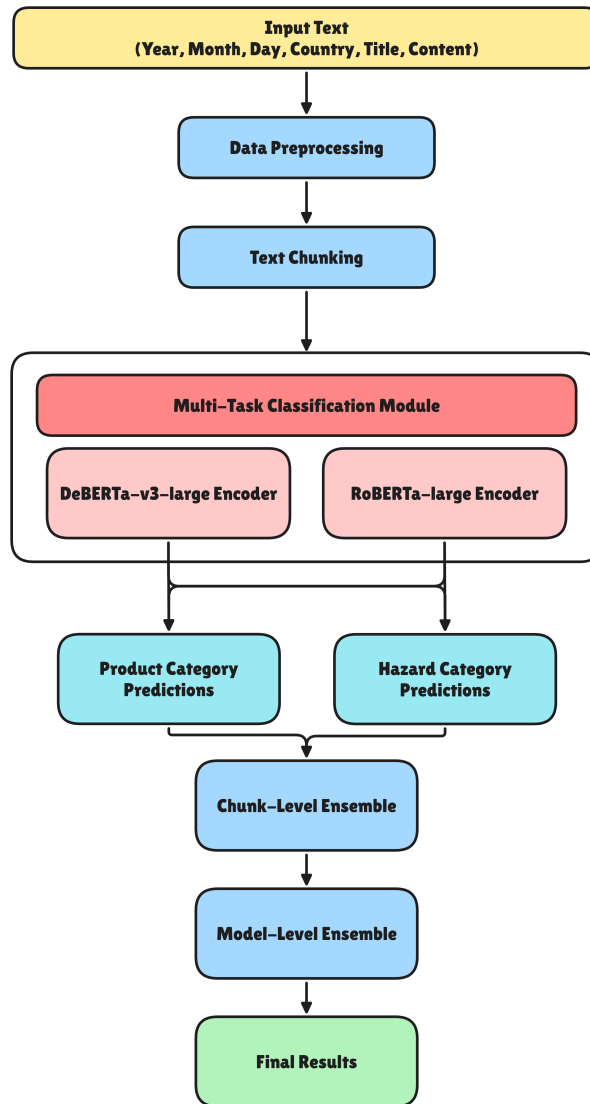 Input Text
(Year, Month, Day, Country, Title, Content)
Data Preprocessing
Text Chunking
Multi-Task Classification Module
DeBERTa-v3-large Encoder
RoBERTa-large Encoder
Product Category
Predictions
Hazard Category
Predictions
Chunk-Level Ensemble
Model-Level Ensemble
Final Results